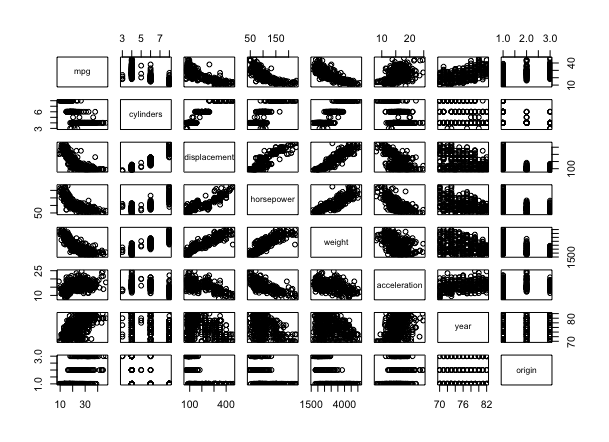 3 5 7
50 150
10 20
1.0 2.0 3.0
mpg
10 40
3 6
cylinders
displacement
100
50
horsepower
weight
1500
10 25
acceleration
year
70 80
1.0 3.0
origin
10 30
100 400
1500 4000
70 76 82